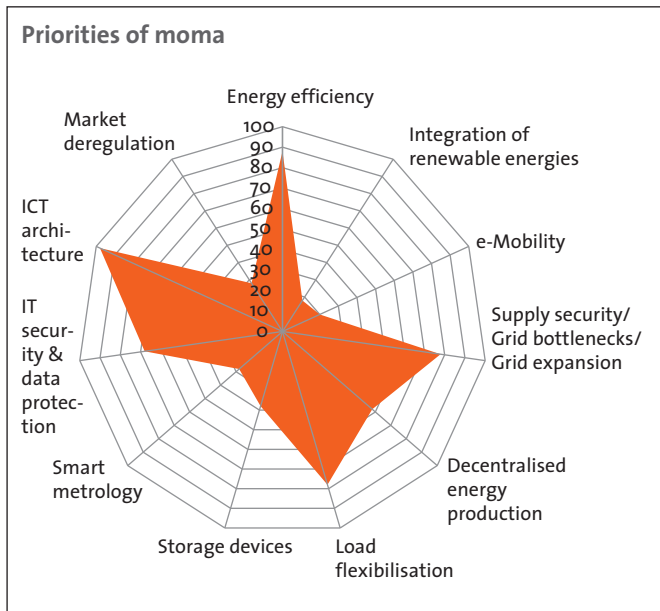 Priorities of moma
Energy efficiency
Market
deregulation
Integration of
renewable energies
ICT
archi-
tecture
e-Mobility
IT
secur-
ity &
data
protec-
tion
Supply security/
Grid bottlenecks/
Grid expansion
Smart
metrology
Decentralised
energy
production
Storage devices
Load
flexibilisation
100
90
80
70
60
50
40
30
20
10
0